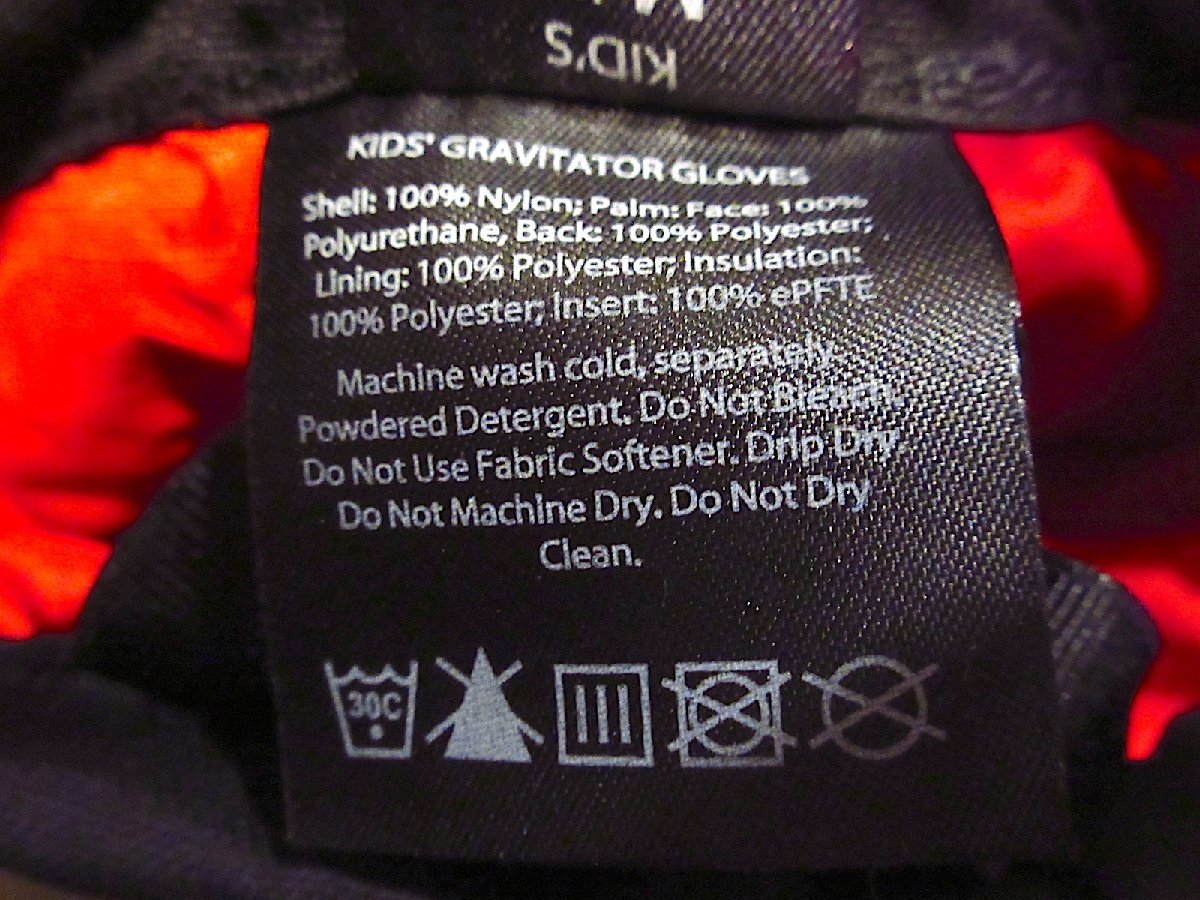 KID'S
KIDS' GRAVITATOR GLOVES
Shell: 100% Nylon; Palm: Face: 100%
Polyurethane, Back: 100% Polyester;
Lining: 100% Polyester; Insulation:
100% Polyester; Insert: 100% ePFTE
Machine wash cold, separately.
Powdered Detergent. Do Not Bleach.
Do Not Use Fabric Softener. Drip Dry.
Do Not Machine Dry. Do Not Dry
Clean.
30C